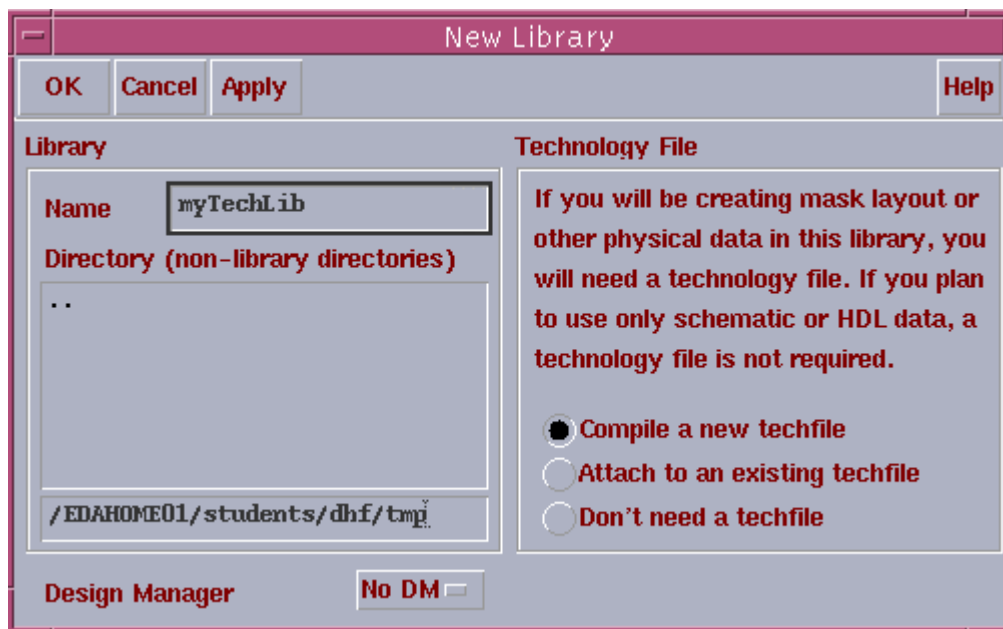 New Library
OK Cancel Apply Help
Library
Name myTechLib
Directory (non-library directories)
..
/EDAHOME01/students/dhf/tmp
Design Manager No DM
Technology File
If you will be creating mask layout or
other physical data in this library, you
will need a technology file. If you plan
to use only schematic or HDL data, a
technology file is not required.
Compile a new techfile
Attach to an existing techfile
Don't need a techfile